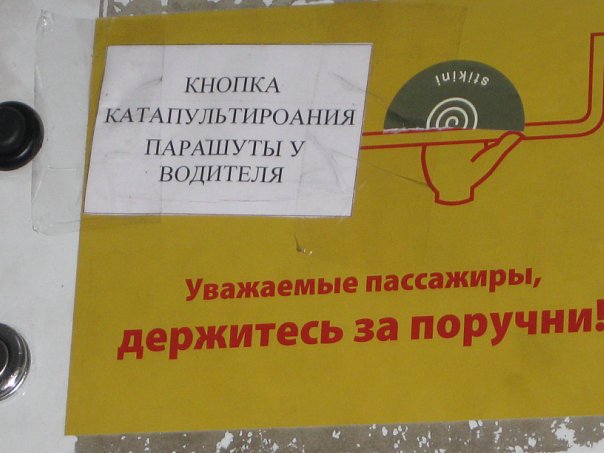 КНОПКА
КАТАПУЛЬТИРОАНИЯ
ПАРАШУТЫ У
ВОДИТЕЛЯ
stikini
Уважаемые пассажиры,
держитесь за поручни!